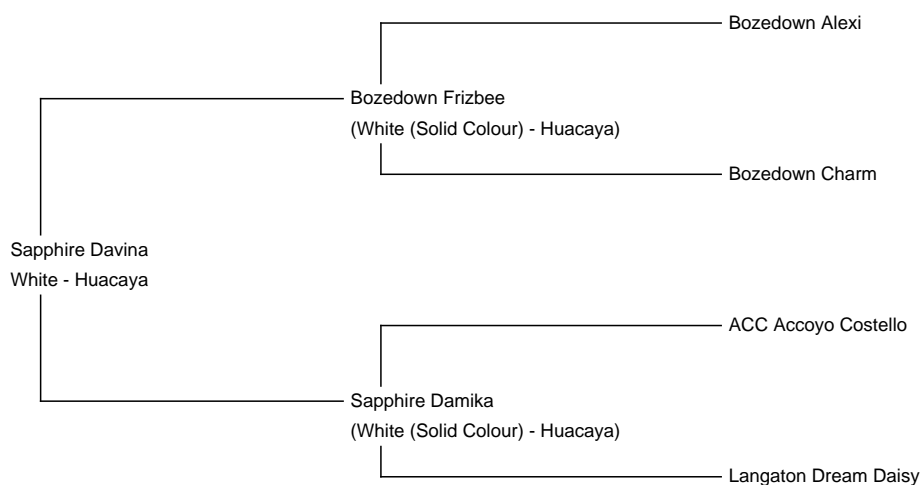 Bozedown Alexi
Bozedown Frizbee
(White (Solid Colour) - Huacaya)
Bozedown Charm
Sapphire Davina
White - Huacaya
ACC Accoyo Costello
Sapphire Damika
(White (Solid Colour) - Huacaya)
Langaton Dream Daisy